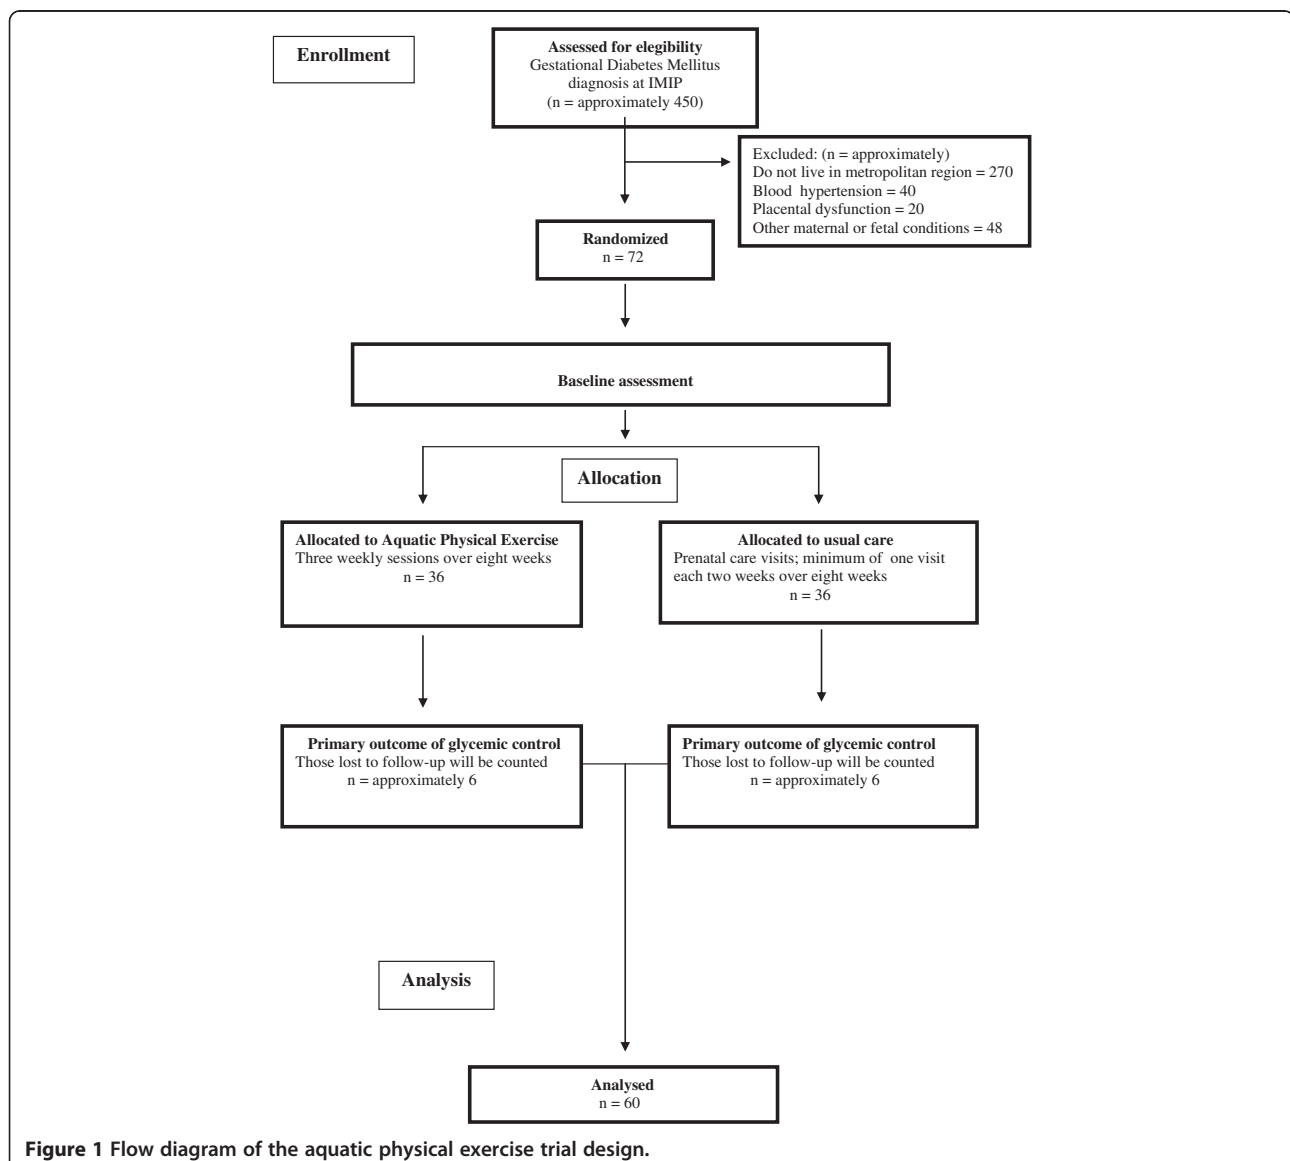 Enrollment
Assessed for elegibility
Gestational Diabetes Mellitus
diagnosis at IMIP
(n = approximately 450)
Excluded: (n = approximately)
Do not live in metropolitan region = 270
Blood hypertension = 40
Placental dysfunction = 20
Other maternal or fetal conditions = 48
Randomized
n = 72
Baseline assessment
Allocation
Allocated to Aquatic Physical Exercise
Three weekly sessions over eight weeks
n = 36
Allocated to usual care
Prenatal care visits; minimum of one visit
each two weeks over eight weeks
n = 36
Primary outcome of glycemic control
Those lost to follow-up will be counted
n = approximately 6
Primary outcome of glycemic control
Those lost to follow-up will be counted
n = approximately 6
Analysis
Analysed
n = 60
Figure 1 Flow diagram of the aquatic physical exercise trial design.